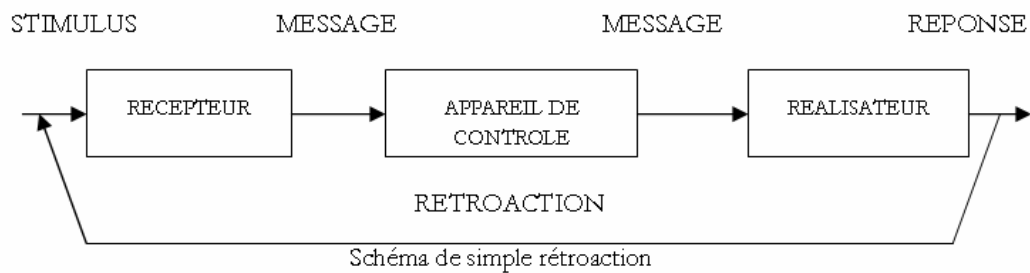 STIMULUS MESSAGE MESSAGE REPONSE
RECEPTEUR
APPAREIL DE
CONTROLE
REALISATEUR
RETROACTION
Schéma de simple rétroaction